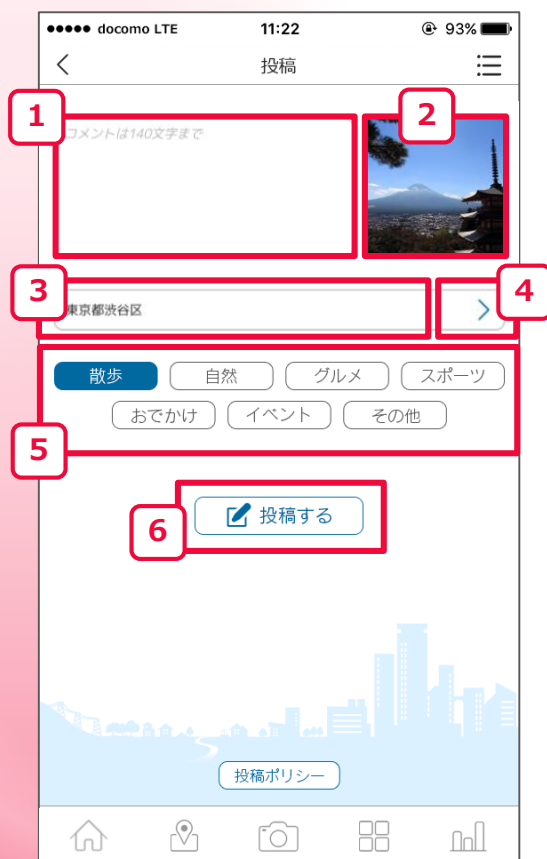 docomo LTE 11:22 93%
投稿
1
2
コメントは140文字まで
3
4
東京都渋谷区
散歩 自然 グルメ スポーツ
おでかけ イベント その他
5
投稿する
6
投稿ポリシー